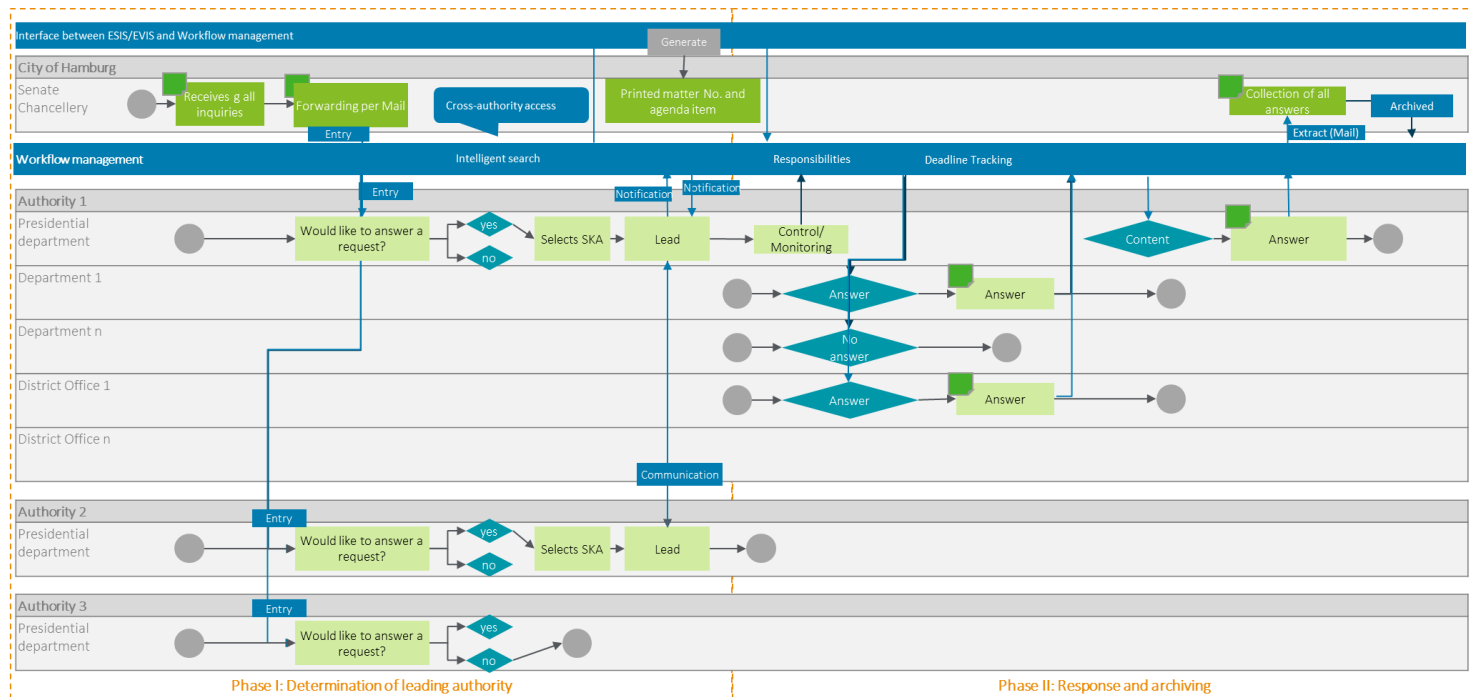 Interface between ESIS/EVIS and Workflow management
Generate
City of Hamburg
Senate
Chancellery
Receives g all
inquiries
Forwarding per Mail
Entry
Cross-authority access
Printed matter No. and
agenda item
Collection of all
answers
Archived
Extract (Mail)
Workflow management
Intelligent search
Responsibilities
Deadline Tracking
Entry
Notification
Notification
Authority 1
Presidential
department
Would like to answer a
request?
yes
no
Selects SKA
Lead
Control/
Monitoring
Content
Answer
Department 1
Answer
Answer
Department n
No
answer
District Office 1
Answer
Answer
District Office n
Communication
Authority 2
Presidential
department
Entry
Would like to answer a
request?
yes
no
Selects SKA
Lead
Authority 3
Presidential
department
Entry
Would like to answer a
request?
yes
no
Phase I: Determination of leading authority
Phase II: Response and archiving